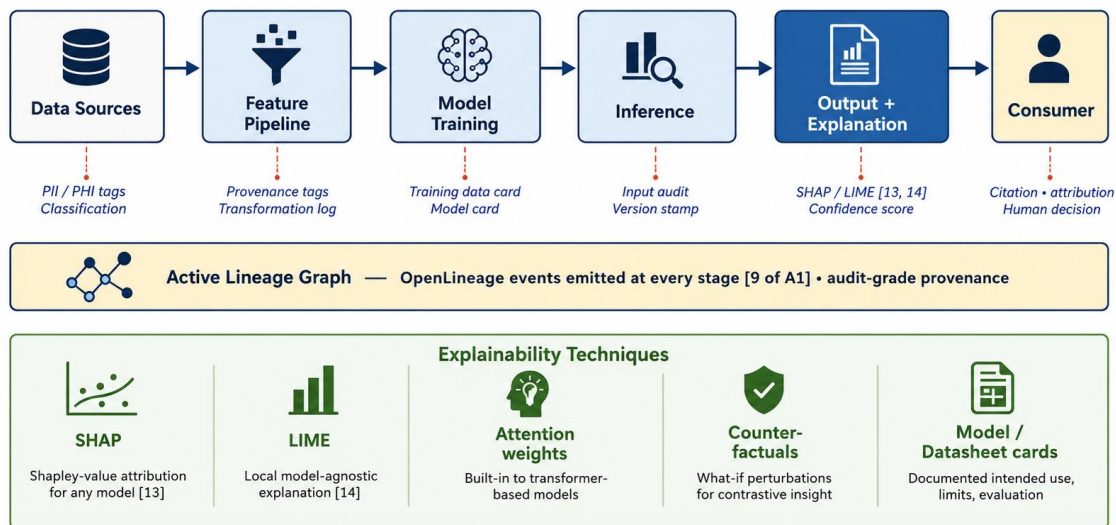 Data Sources
Feature
Pipeline
Model
Training
Inference
Output +
Explanation
Consumer
PII / PHI tags
Classification
Provenance tags
Transformation log
Training data card
Model card
Input audit
Version stamp
SHAP / LIME [13, 14]
Confidence score
Citation • attribution
Human decision
Active Lineage Graph — OpenLineage events emitted at every stage [9 of A1] • audit-grade provenance
Explainability Techniques
SHAP
Shapley-value attribution
for any model [13]
LIME
Local model-agnostic
explanation [14]
Attention
weights
Built-in to transformer-
based models
Counter-
factuals
What-if perturbations
for contrastive insight
Model /
Datasheet cards
Documented intended use,
limits, evaluation